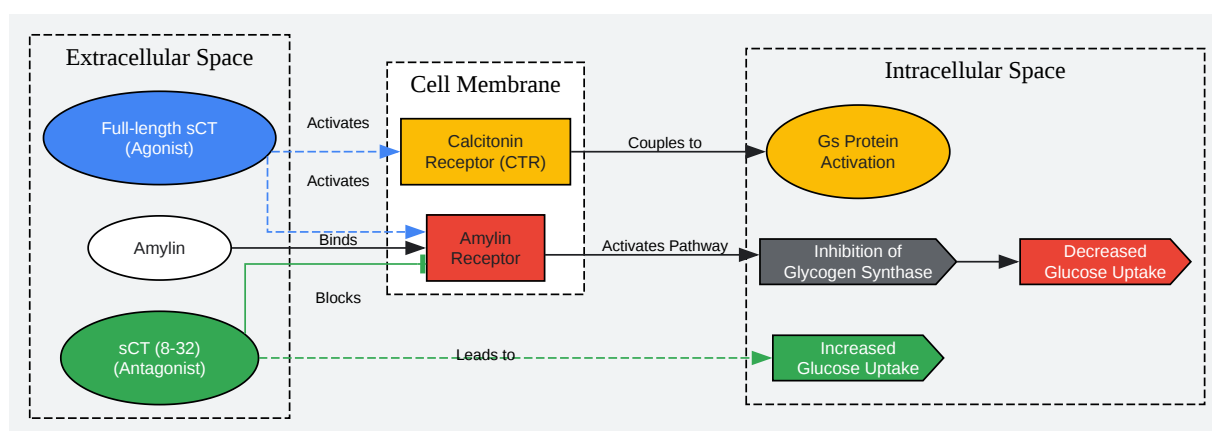 Extracellular Space
Full-length sCT
(Agonist)
Amylin
sCT (8-32)
(Antagonist)
Activates
Activates
Binds
Blocks
Leads to
Cell Membrane
Calcitonin
Receptor (CTR)
Amylin
Receptor
Couples to
Activates Pathway
Intracellular Space
Gs Protein
Activation
Inhibition of
Glycogen Synthase
Decreased
Glucose Uptake
Increased
Glucose Uptake